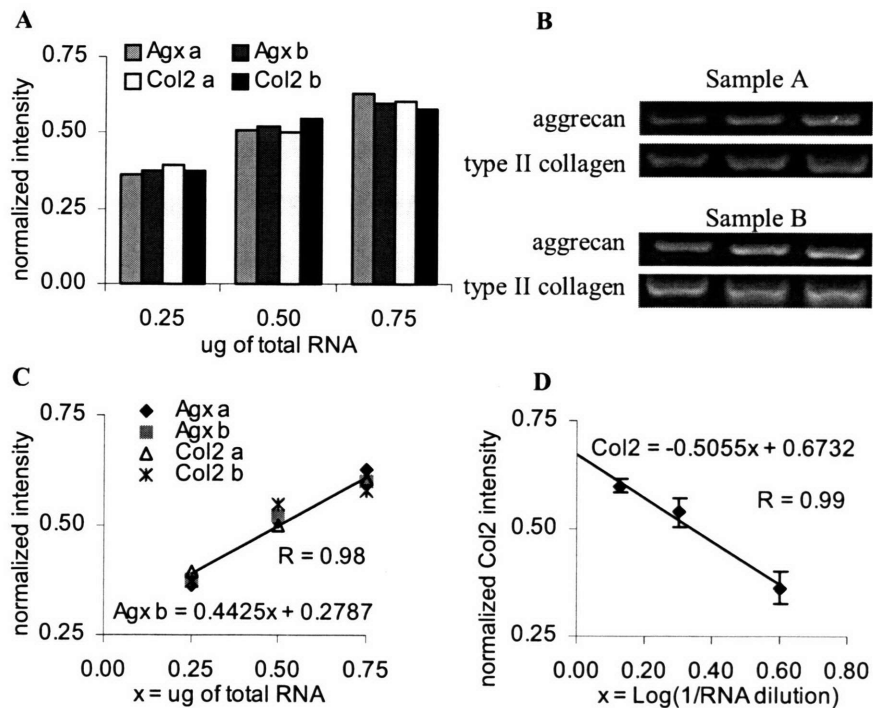 A
Agx a
Agx b
Col2 a
Col2 b
normalized intensity
0.75
0.50
0.25
0.00
0.25 0.50 0.75
ug of total RNA
B
Sample A
aggrecan
type II collagen
Sample B
aggrecan
type II collagen
C
Agx a
Agx b
Col2 a
Col2 b
normalized intensity
0.75
0.50
0.25
R = 0.98
Agx b = 0.4425x + 0.2787
0.00 0.25 0.50 0.75
x = ug of total RNA
D
normalized Col2 intensity
0.75
0.50
0.25
Col2 = -0.5055x + 0.6732
R = 0.99
0.00 0.20 0.40 0.60 0.80
x = Log(1/RNA dilution)